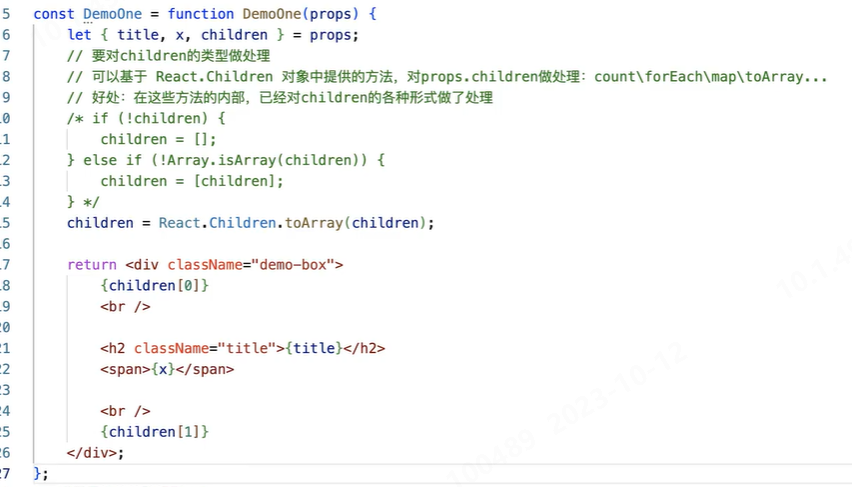 5 const DemoOne = function DemoOne(props) {
6 let { title, x, children } = props;
7 // 要对children的类型做处理
8 // 可以基于 React.Children 对象中提供的方法，对props.children做处理：count\forEach\map\toArray...
9 // 好处：在这些方法的内部，已经对children的各种形式做了处理
10 /* if (!children) {
11 children = [];
12 } else if (!Array.isArray(children)) {
13 children = [children];
14 } */
15 children = React.Children.toArray(children);
16
17 return <div className="demo-box">
18 {children[0]}
19 <br />
20
21 <h2 className="title">{title}</h2>
22 <span>{x}</span>
23
24 <br />
25 {children[1]}
26 </div>;
27 };
100489 2023-10-12